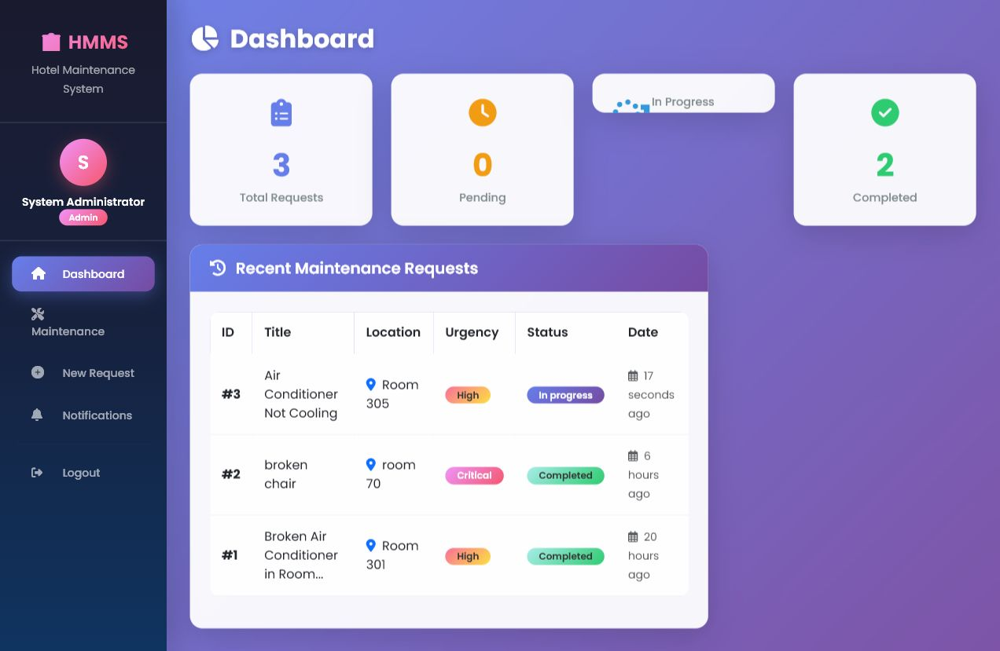 HMMS
Hotel Maintenance
System
S
System Administrator
Admin
Dashboard
Maintenance
New Request
Notifications
Logout
Dashboard
3
Total Requests
0
Pending
In Progress
2
Completed
Recent Maintenance Requests
ID Title Location Urgency Status Date
#3 Air Conditioner Not Cooling Room 305 High In progress 17 seconds ago
#2 broken chair room 70 Critical Completed 6 hours ago
#1 Broken Air Conditioner in Room... Room 301 High Completed 20 hours ago